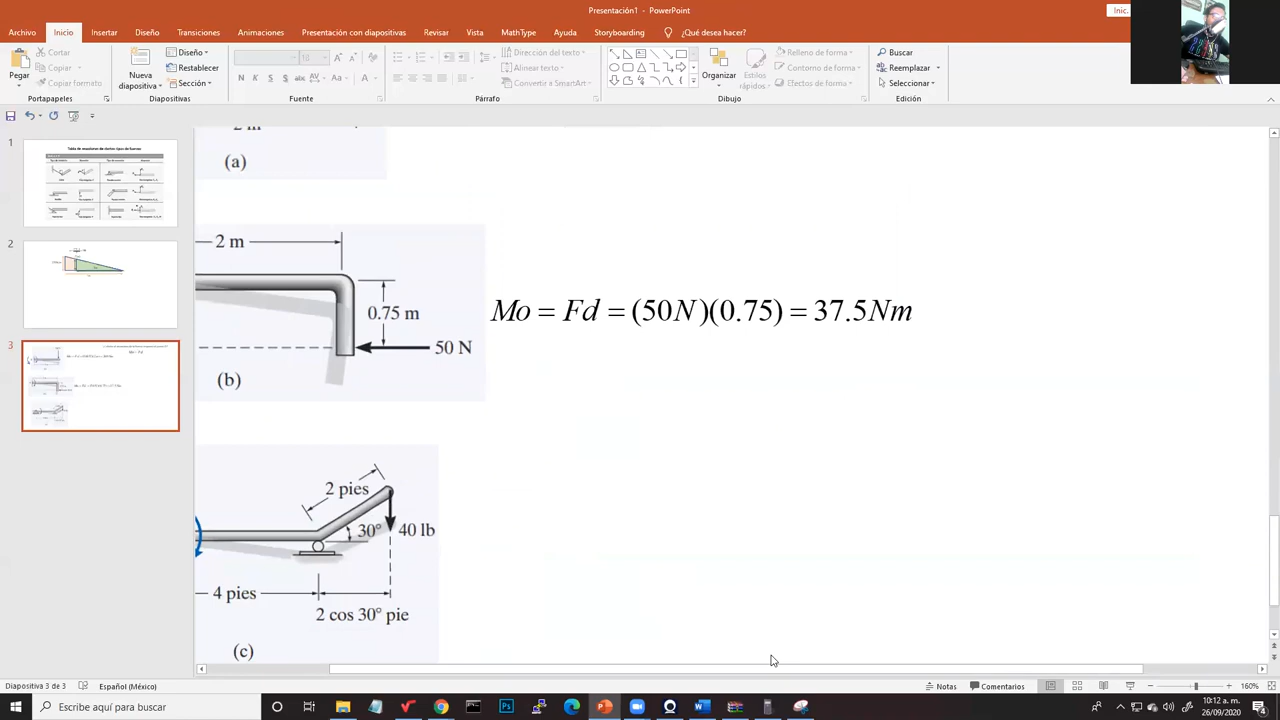 Presentación1 - PowerPoint
Inic.
Archivo Inicio Insertar Diseño Transiciones Animaciones Presentación con diapositivas Revisar Vista MathType Ayuda Storyboarding ¿Qué desea hacer?
Pegar
Cortar
Copiar
Copiar formato
Portapapeles
Nueva diapositiva
Diseño
Restablecer
Sección
Diapositivas
Fuente
Dirección del texto
Alinear texto
Convertir a SmartArt
Párrafo
Organizar
Estilos rápidos
Relleno de forma
Contorno de forma
Efectos de forma
Dibujo
Buscar
Reemplazar
Seleccionar
Edición
1
2
3
2 m
(a)
2 m
0.75 m
50 N
(b)
Mo = Fd = (50N)(0.75) = 37.5Nm
2 pies
30°
40 lb
4 pies
2 cos 30° pie
(c)
Diapositiva 3 de 3 Español (México) Notas Comentarios 160%
Escribe aquí para buscar
10:12 a. m.
26/09/2020